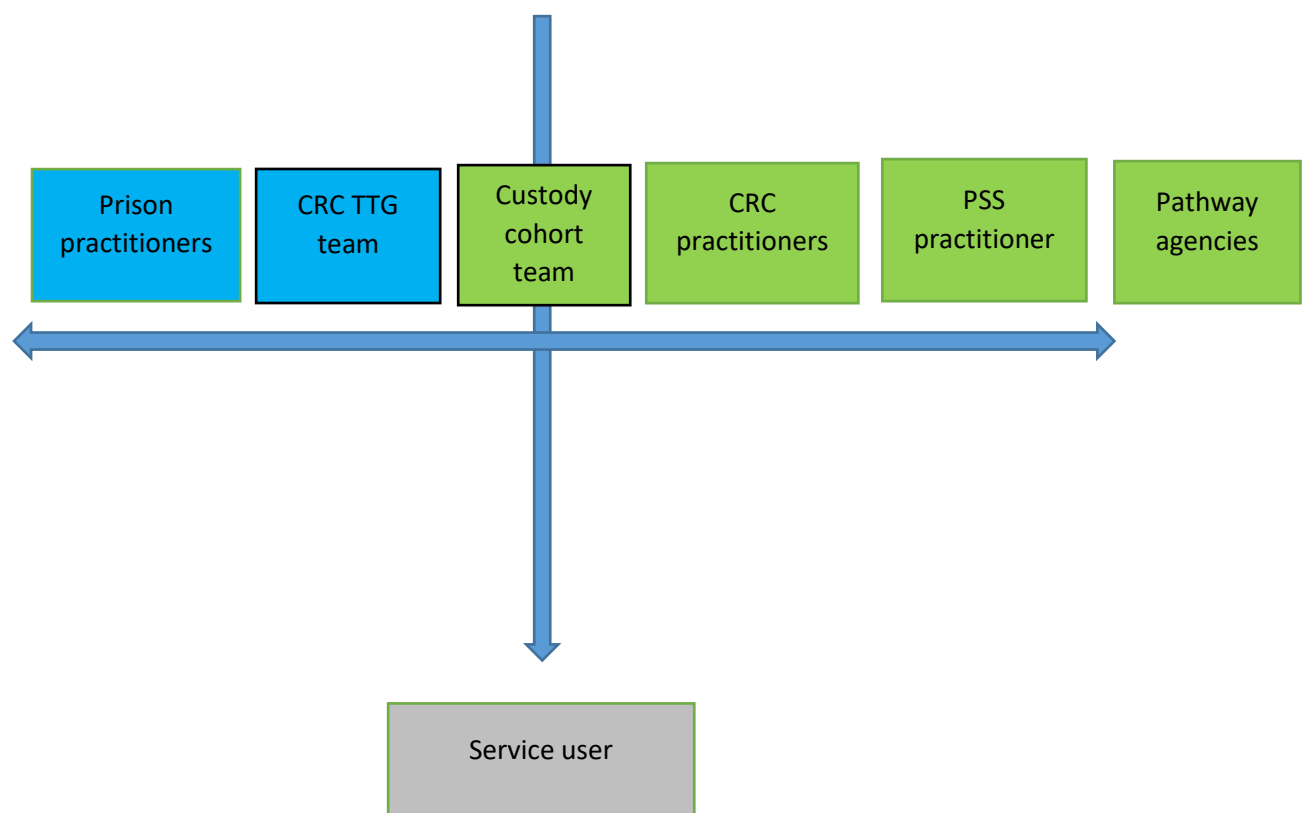 Prison
practitioners
CRC TTG
team
Custody
cohort
team
CRC
practitioners
PSS
practitioner
Pathway
agencies
Service user